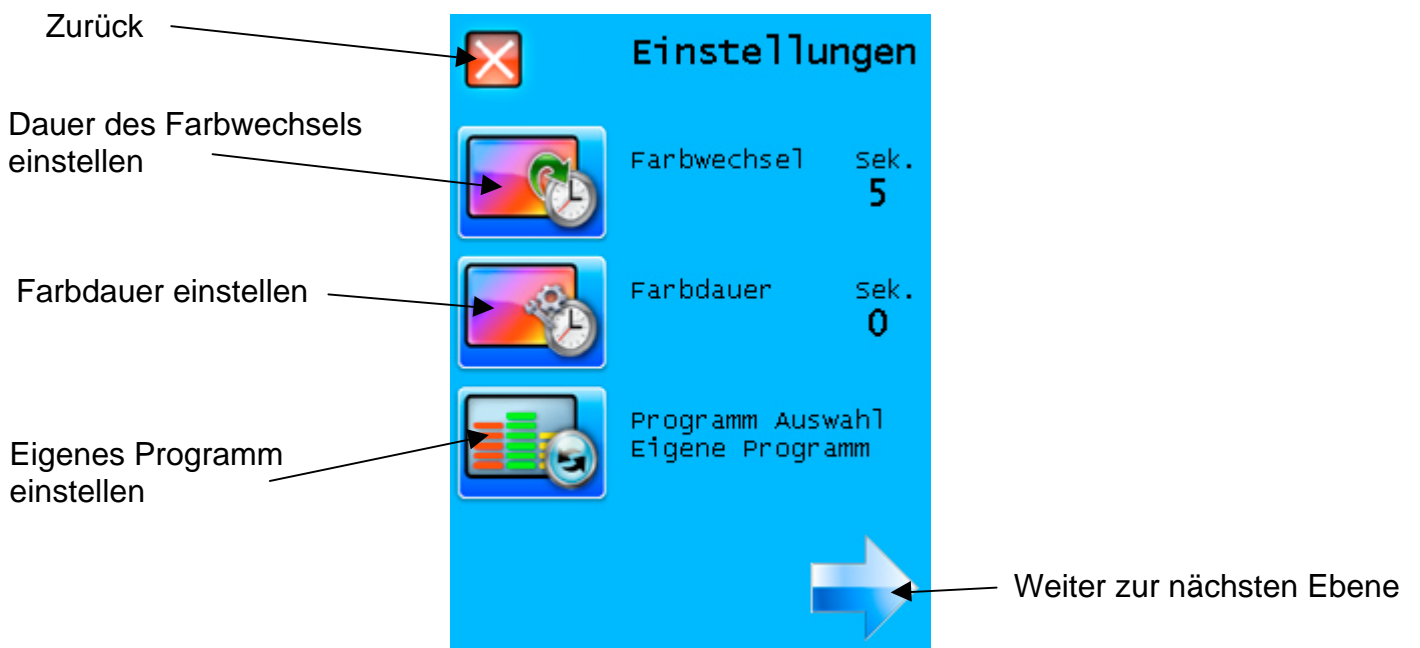 Zurück
Einstellungen
Dauer des Farbwechsels
einstellen
Farbwechsel Sek.
5
Farbdauer einstellen
Farbdauer Sek.
0
Eigenes Programm
einstellen
Programm Auswahl
Eigene Programm
Weiter zur nächsten Ebene